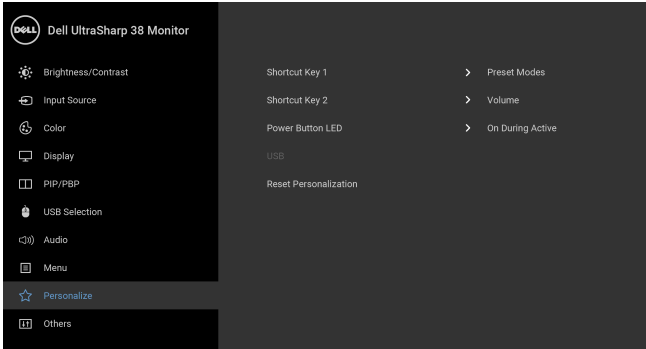 DELL
Dell UltraSharp 38 Monitor
Brightness/Contrast
Input Source
Color
Display
PIP/PBP
USB Selection
Audio
Menu
Personalize
Others
Shortcut Key 1 Preset Modes
Shortcut Key 2 Volume
Power Button LED On During Active
USB
Reset Personalization